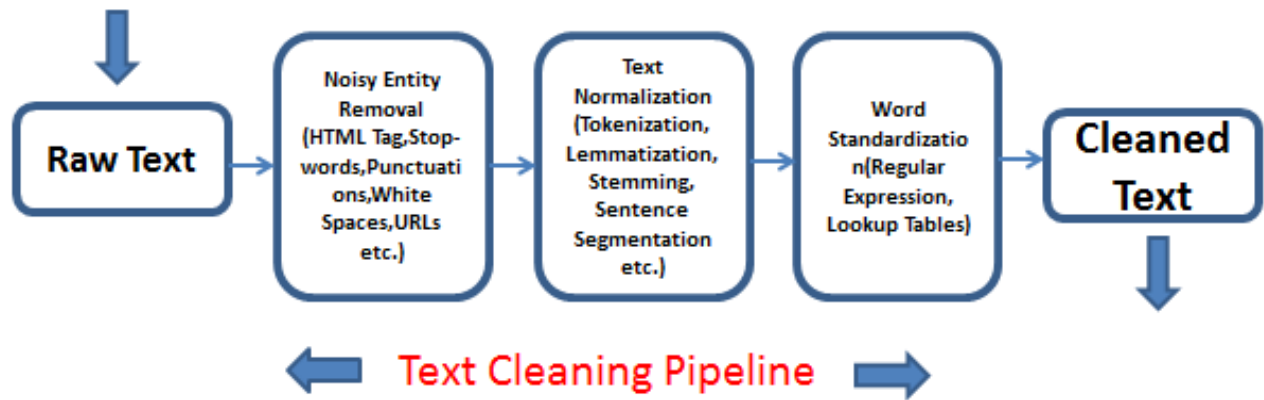 Raw Text
Noisy Entity
Removal
(HTML Tag,Stop-
words,Punctuati
ons,White
Spaces,URLs
etc.)
Text
Normalization
(Tokenization,
Lemmatization,
Stemming,
Sentence
Segmentation
etc.)
Word
Standardizatio
n(Regular
Expression,
Lookup Tables)
Cleaned
Text
Text Cleaning Pipeline